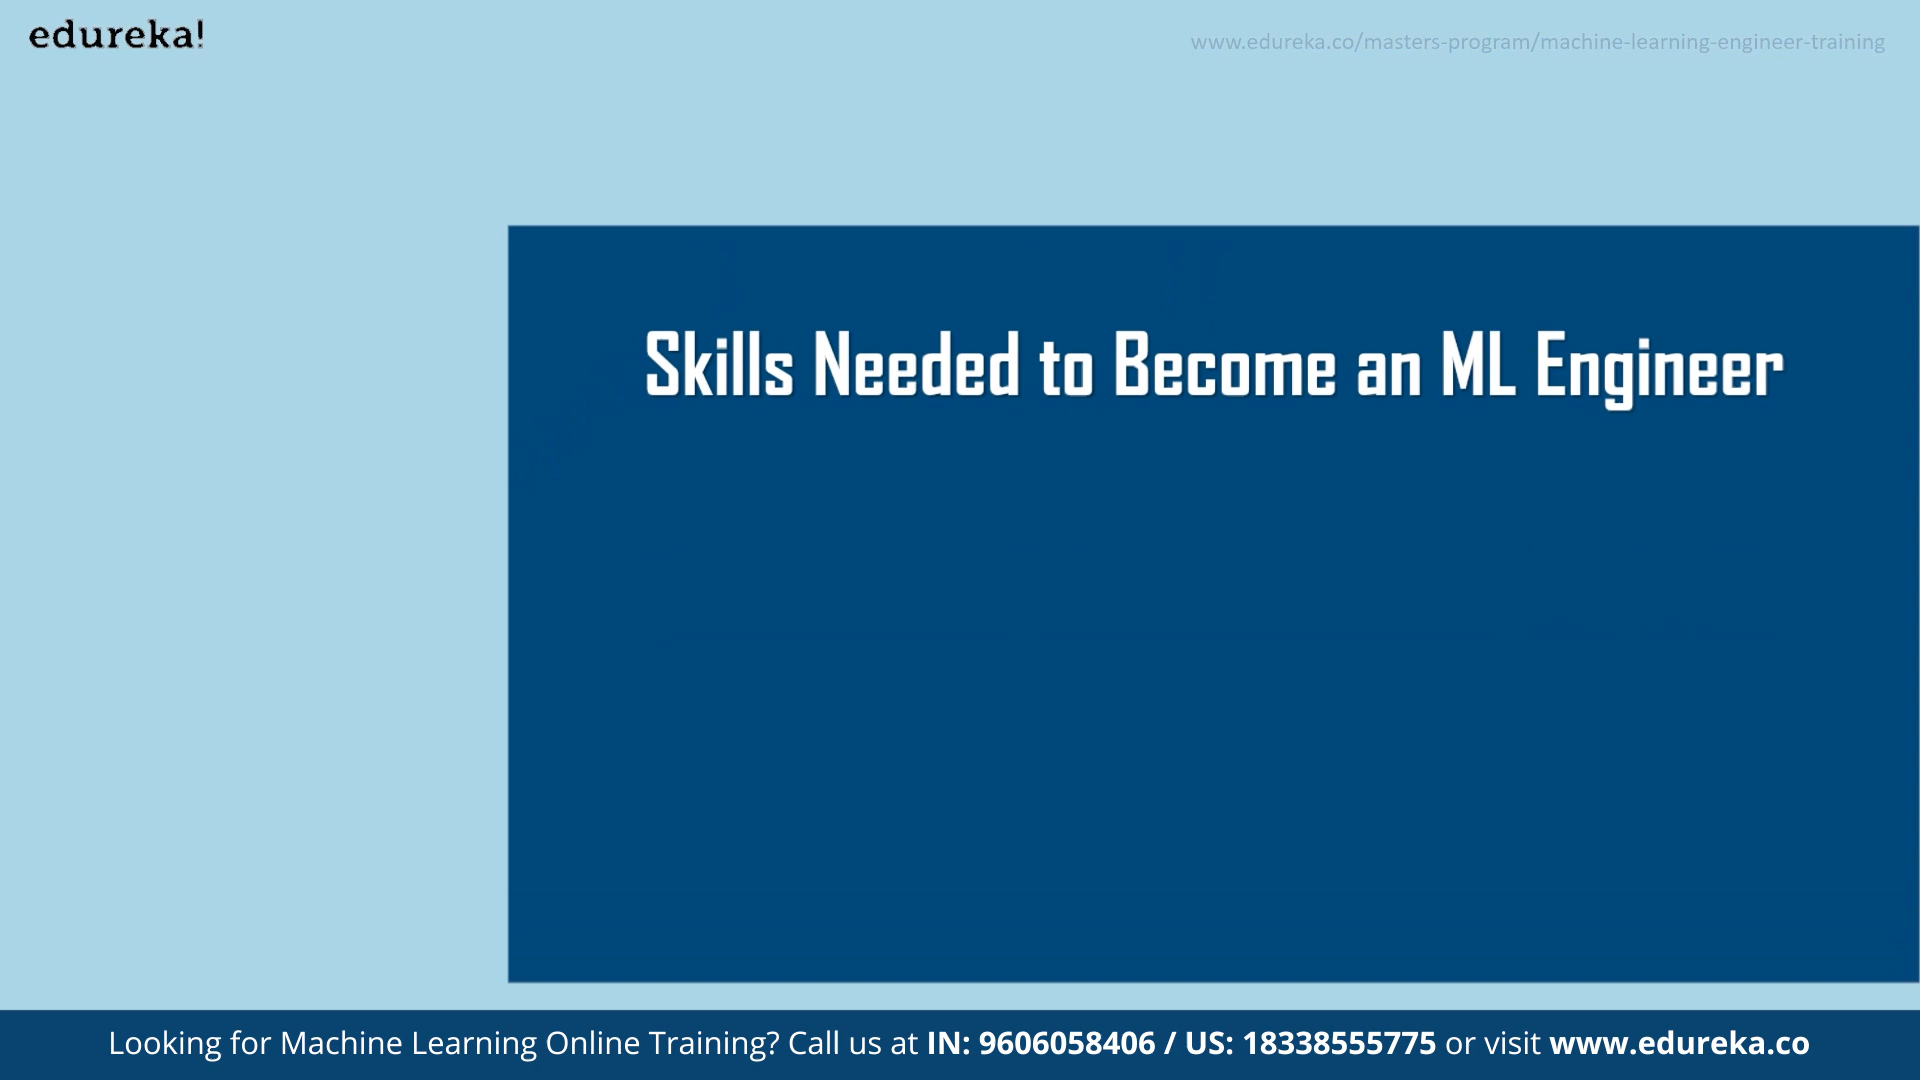 edureka!
www.edureka.co/masters-program/machine-learning-engineer-training
Skills Needed to Become an ML Engineer
Looking for Machine Learning Online Training? Call us at IN: 9606058406 / US: 18338555775 or visit www.edureka.co